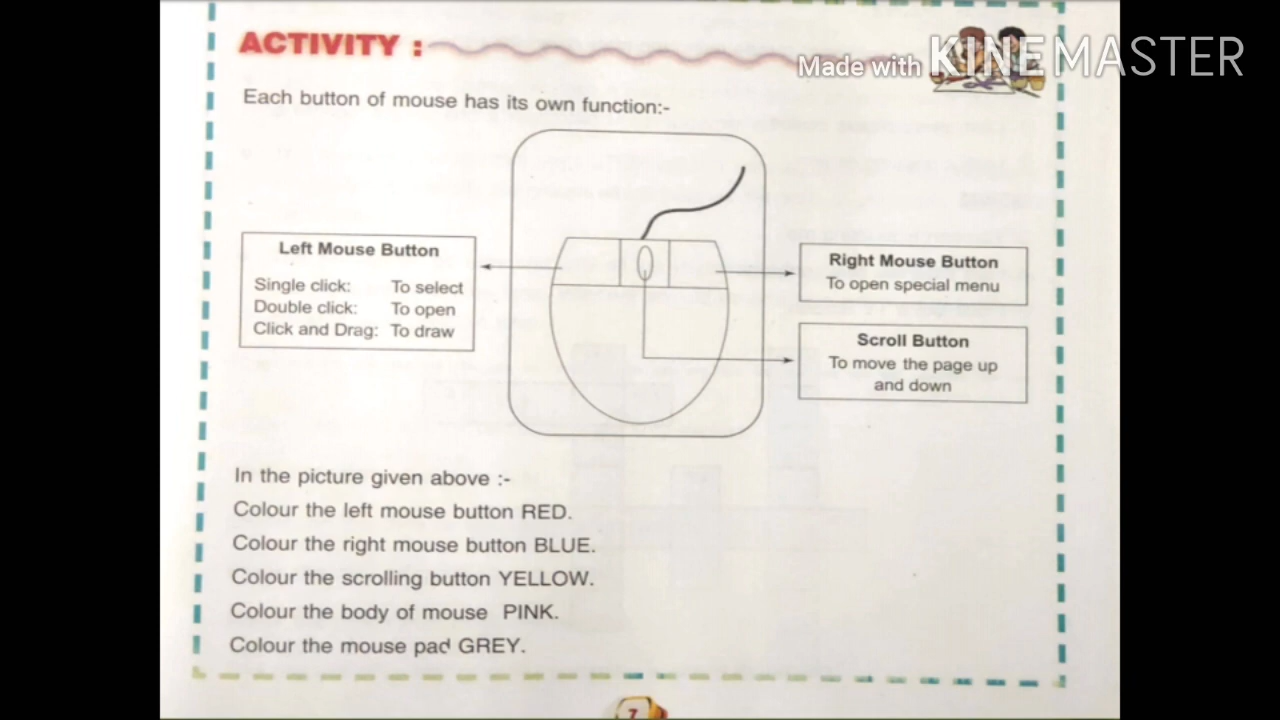 ACTIVITY :
Made with KINEMASTER
Each button of mouse has its own function:-
Left Mouse Button
Single click: To select
Double click: To open
Click and Drag: To draw
Right Mouse Button
To open special menu
Scroll Button
To move the page up
and down
In the picture given above :-
Colour the left mouse button RED.
Colour the right mouse button BLUE.
Colour the scrolling button YELLOW.
Colour the body of mouse PINK.
Colour the mouse pad GREY.
7